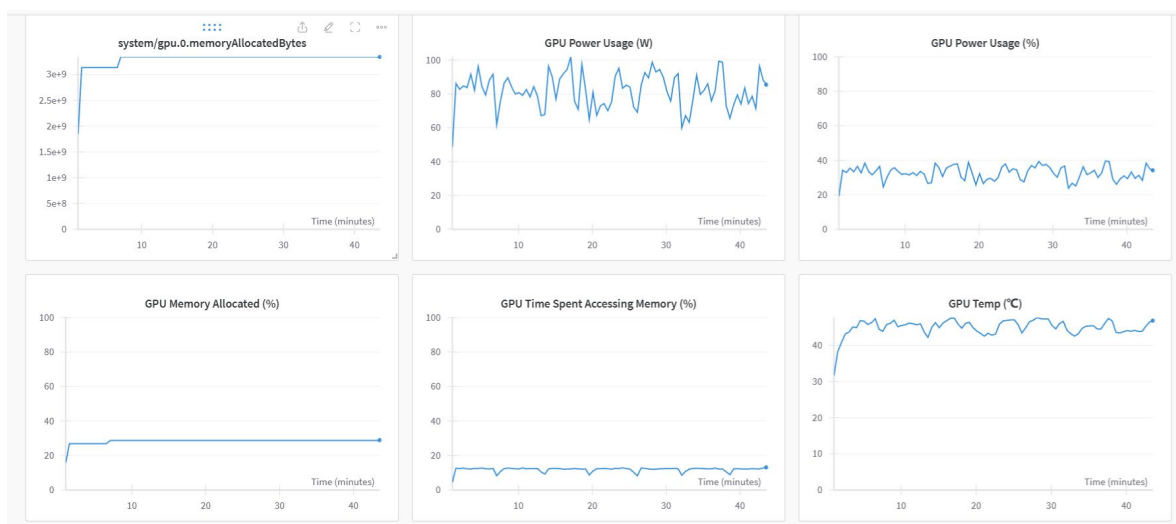 system/gpu.0.memoryAllocatedBytes
3e+9
2.5e+9
2e+9
1.5e+9
1e+9
5e+8
0
Time (minutes)
10 20 30 40
GPU Power Usage (W)
100
80
60
40
20
0
Time (minutes)
10 20 30 40
GPU Power Usage (%)
100
80
60
40
20
0
Time (minutes)
10 20 30 40
GPU Memory Allocated (%)
100
80
60
40
20
0
Time (minutes)
10 20 30 40
GPU Time Spent Accessing Memory (%)
100
80
60
40
20
0
Time (minutes)
10 20 30 40
GPU Temp (℃)
40
30
20
10
0
Time (minutes)
10 20 30 40